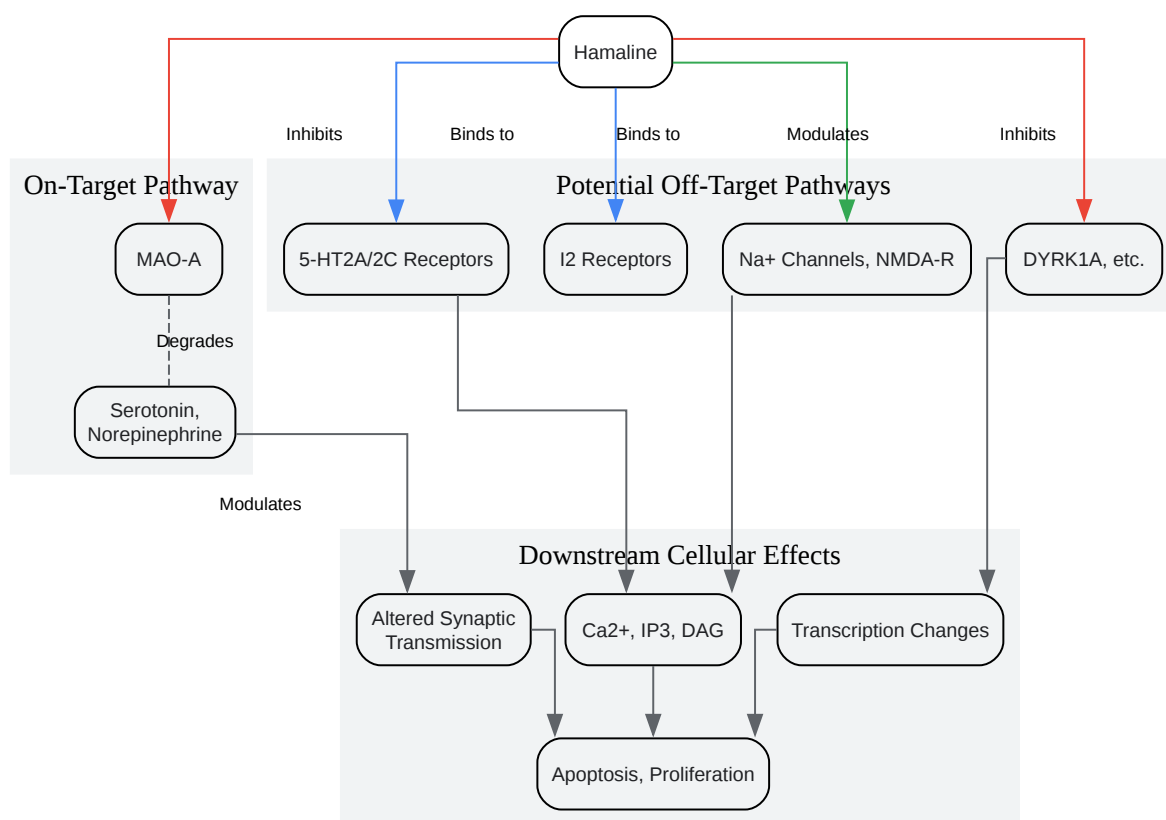 Hamaline
Inhibits
Binds to
Binds to
Modulates
Inhibits
On-Target Pathway
Potential Off-Target Pathways
MAO-A
5-HT2A/2C Receptors
I2 Receptors
Na+ Channels, NMDA-R
DYRK1A, etc.
Degrades
Serotonin,
Norepinephrine
Modulates
Downstream Cellular Effects
Altered Synaptic
Transmission
Ca2+, IP3, DAG
Transcription Changes
Apoptosis, Proliferation